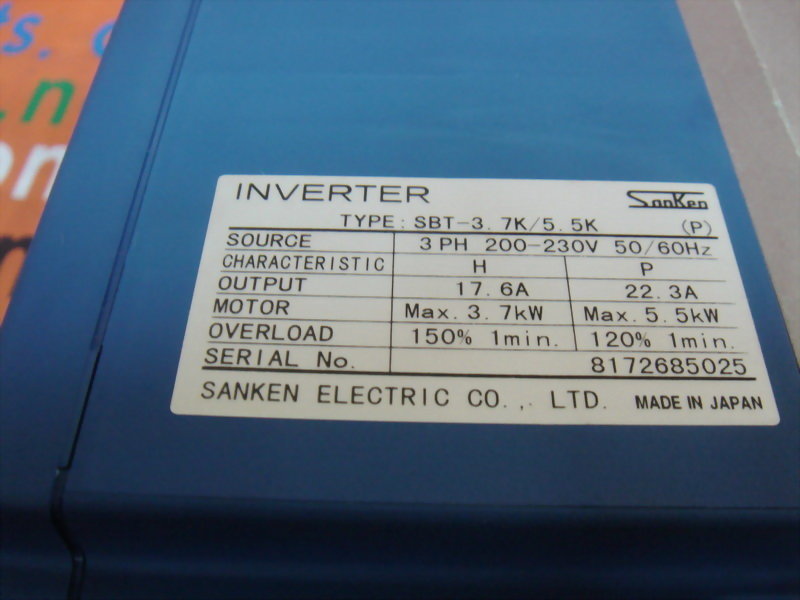 INVERTER SanKen
TYPE: SBT-3.7K/5.5K (P)
SOURCE 3PH 200-230V 50/60Hz
CHARACTERISTIC H P
OUTPUT 17.6A 22.3A
MOTOR Max. 3.7kW Max. 5.5kW
OVERLOAD 150% 1min. 120% 1min.
SERIAL No. 8172685025
SANKEN ELECTRIC CO., LTD. MADE IN JAPAN